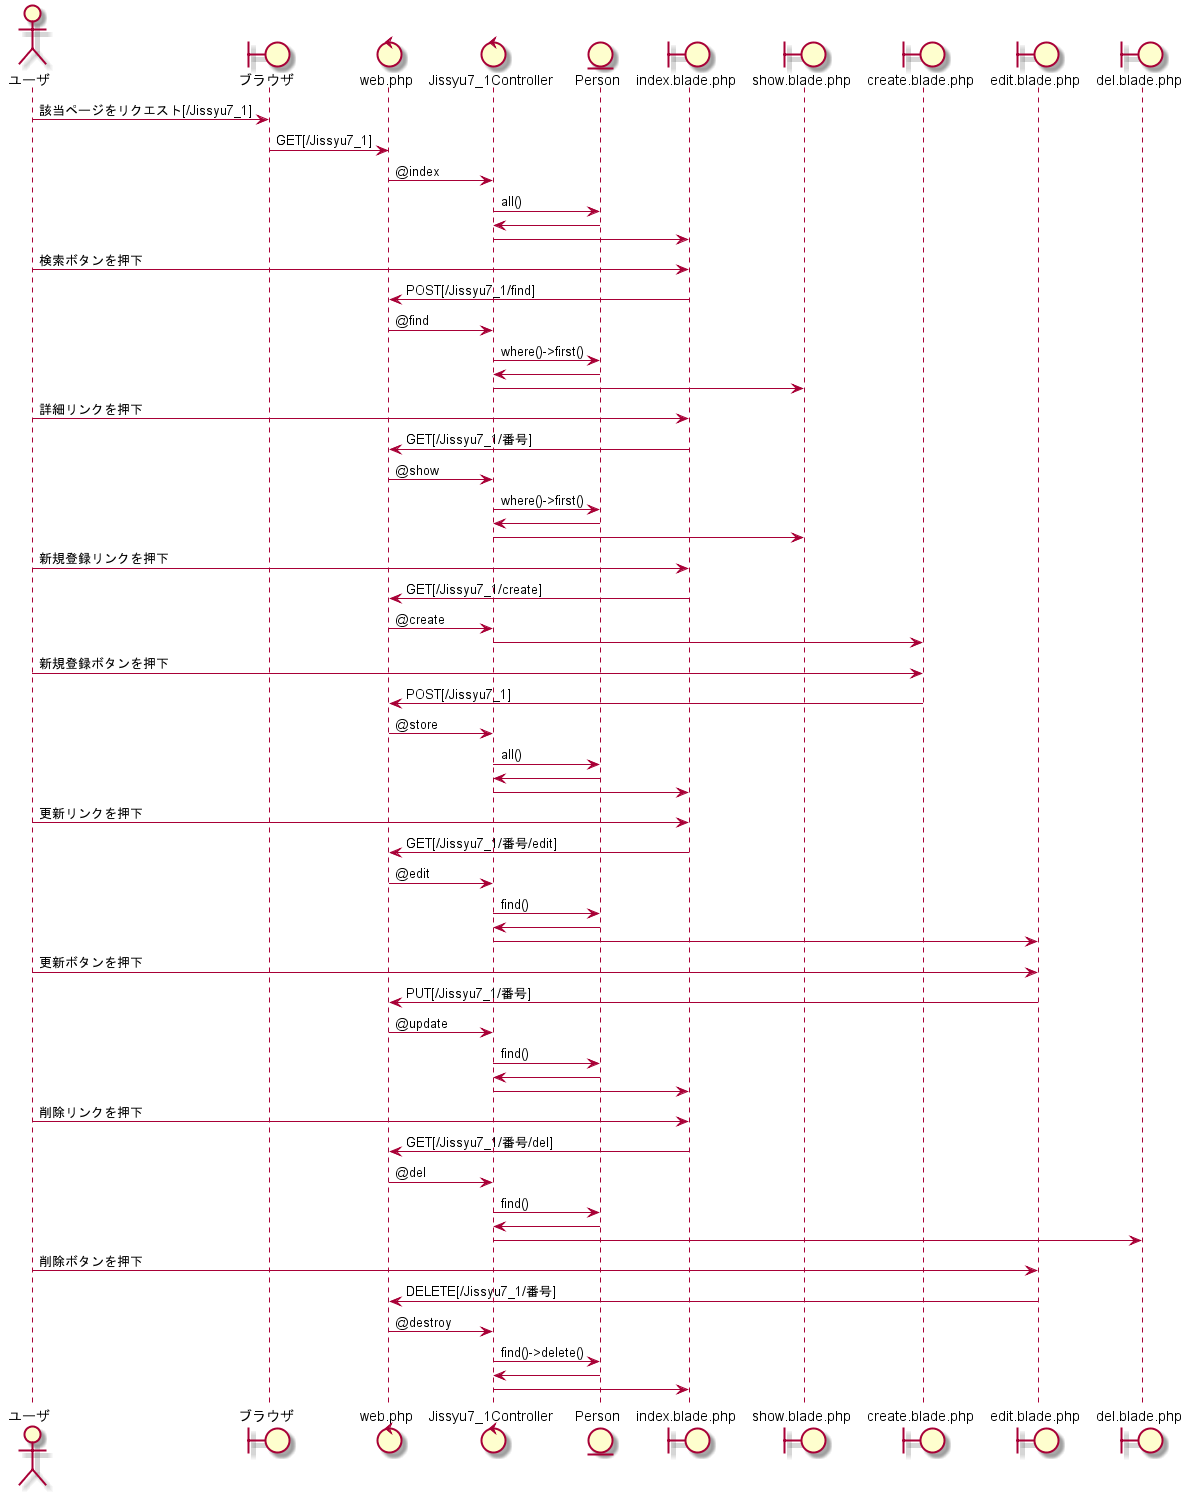 ユーザ
ブラウザ
web.php
Jissyu7_1Controller
Person
index.blade.php
show.blade.php
create.blade.php
edit.blade.php
del.blade.php
該当ページをリクエスト[/Jissyu7_1]
GET[/Jissyu7_1]
@index
all()
検索ボタンを押下
POST[/Jissyu7_1/find]
@find
where()->first()
詳細リンクを押下
GET[/Jissyu7_1/番号]
@show
where()->first()
新規登録リンクを押下
GET[/Jissyu7_1/create]
@create
新規登録ボタンを押下
POST[/Jissyu7_1]
@store
all()
更新リンクを押下
GET[/Jissyu7_1/番号/edit]
@edit
find()
更新ボタンを押下
PUT[/Jissyu7_1/番号]
@update
find()
削除リンクを押下
GET[/Jissyu7_1/番号/del]
@del
find()
削除ボタンを押下
DELETE[/Jissyu7_1/番号]
@destroy
find()->delete()
ユーザ
ブラウザ
web.php
Jissyu7_1Controller
Person
index.blade.php
show.blade.php
create.blade.php
edit.blade.php
del.blade.php